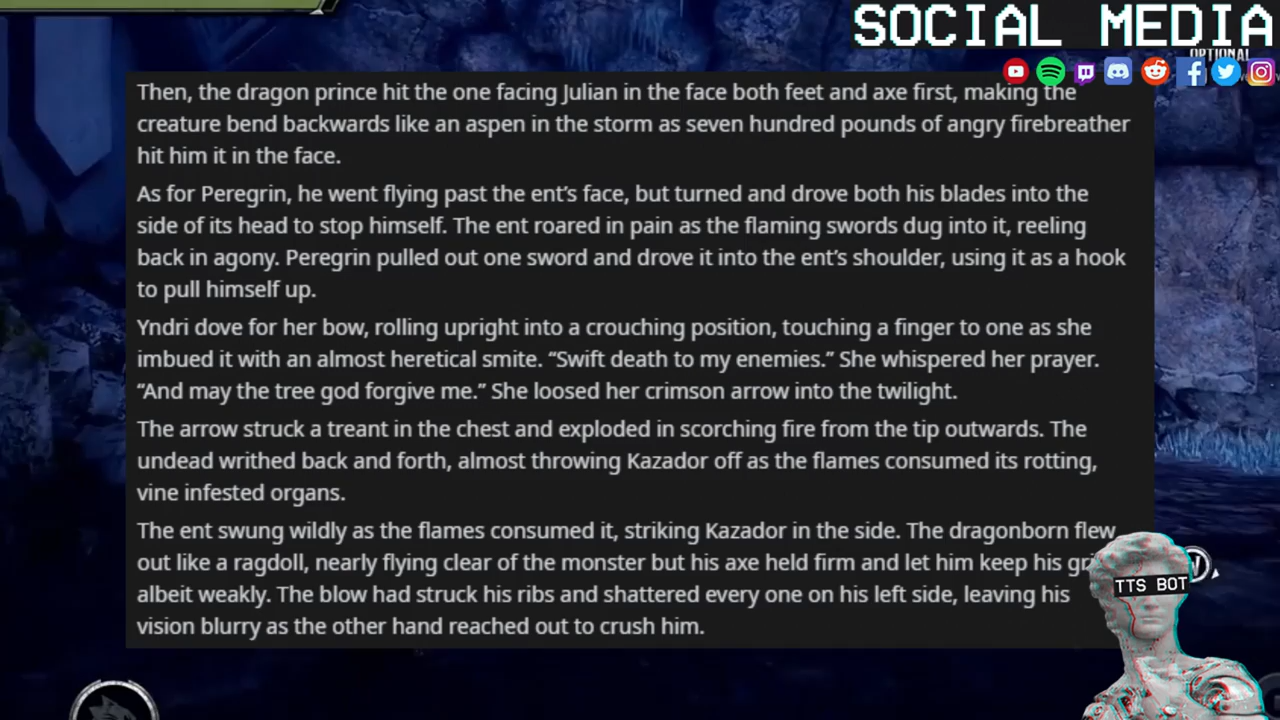 SOCIAL MEDIA
OPTIONAL
Then, the dragon prince hit the one facing Julian in the face both feet and axe first, making the
creature bend backwards like an aspen in the storm as seven hundred pounds of angry firebreather
hit him it in the face.
As for Peregrin, he went flying past the ent’s face, but turned and drove both his blades into the
side of its head to stop himself. The ent roared in pain as the flaming swords dug into it, reeling
back in agony. Peregrin pulled out one sword and drove it into the ent’s shoulder, using it as a hook
to pull himself up.
Yndri dove for her bow, rolling upright into a crouching position, touching a finger to one as she
imbued it with an almost heretical smite. “Swift death to my enemies.” She whispered her prayer.
“And may the tree god forgive me.” She loosed her crimson arrow into the twilight.
The arrow struck a treant in the chest and exploded in scorching fire from the tip outwards. The
undead writhed back and forth, almost throwing Kazador off as the flames consumed its rotting,
vine infested organs.
The ent swung wildly as the flames consumed it, striking Kazador in the side. The dragonborn flew
out like a ragdoll, nearly flying clear of the monster but his axe held firm and let him keep his
albeit weakly. The blow had struck his ribs and shattered every one on his left side, leaving his
vision blurry as the other hand reached out to crush him.
TTS BOT